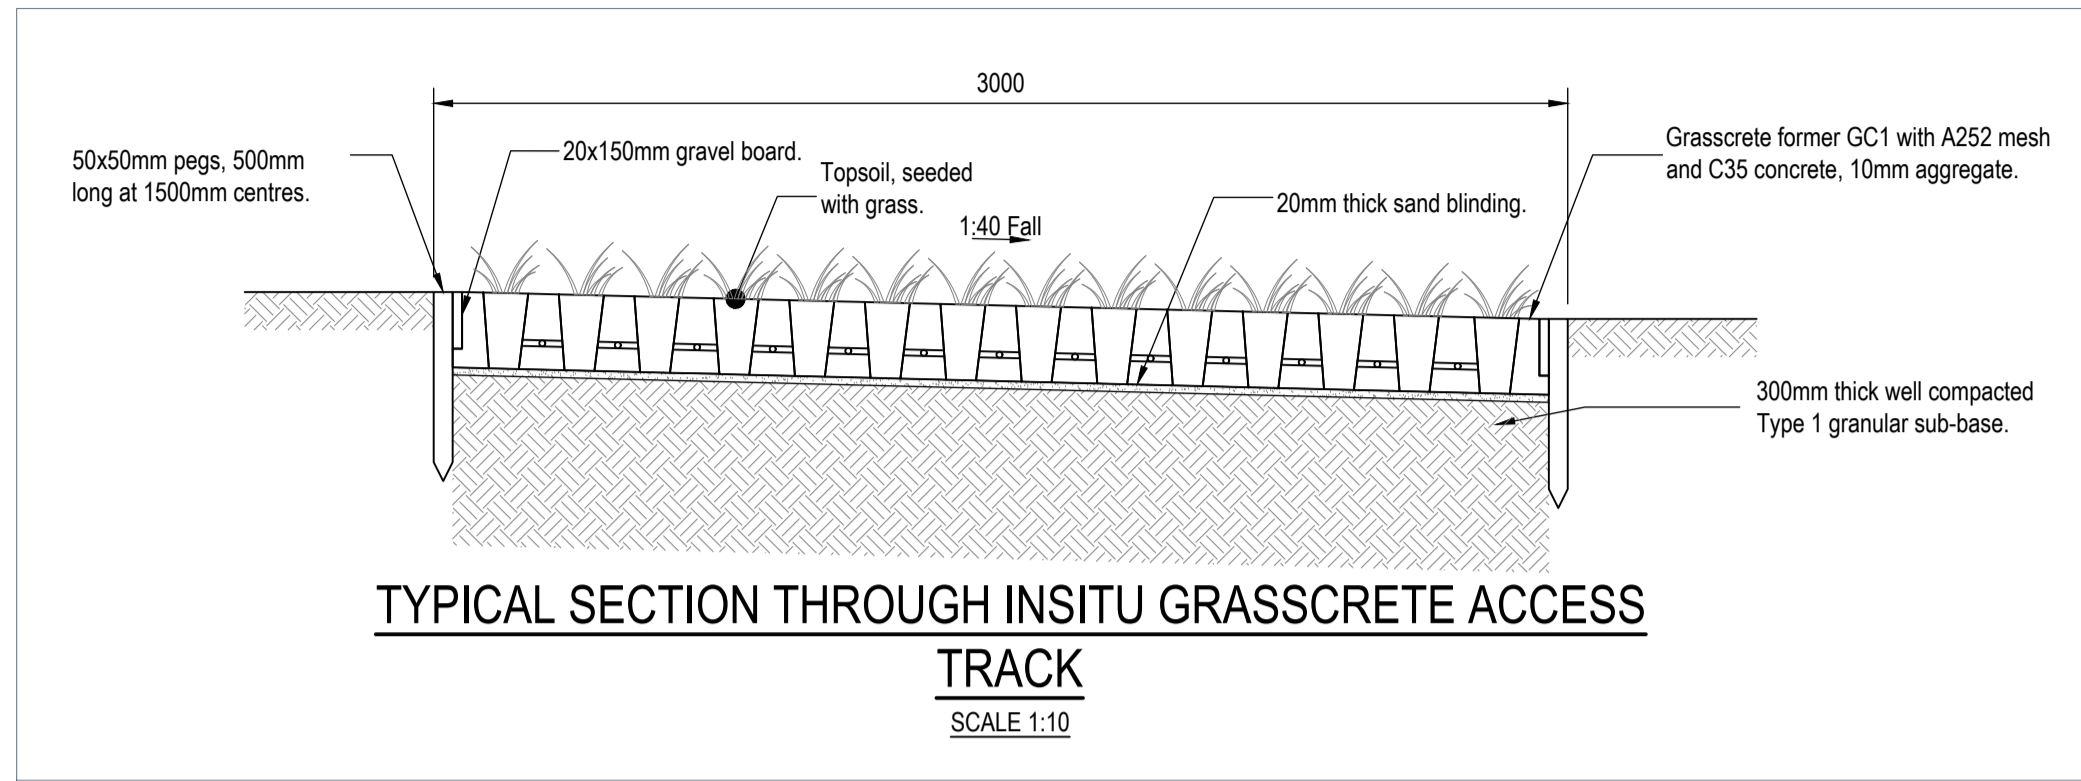 3000
50x50mm pegs, 500mm
long at 1500mm centres.
20x150mm gravel board.
Topsoil, seeded
with grass.
1:40 Fall
20mm thick sand blinding.
Grasscrete former GC1 with A252 mesh
and C35 concrete, 10mm aggregate.
300mm thick well compacted
Type 1 granular sub-base.
TYPICAL SECTION THROUGH INSITU GRASSCRETE ACCESS
TRACK
SCALE 1:10